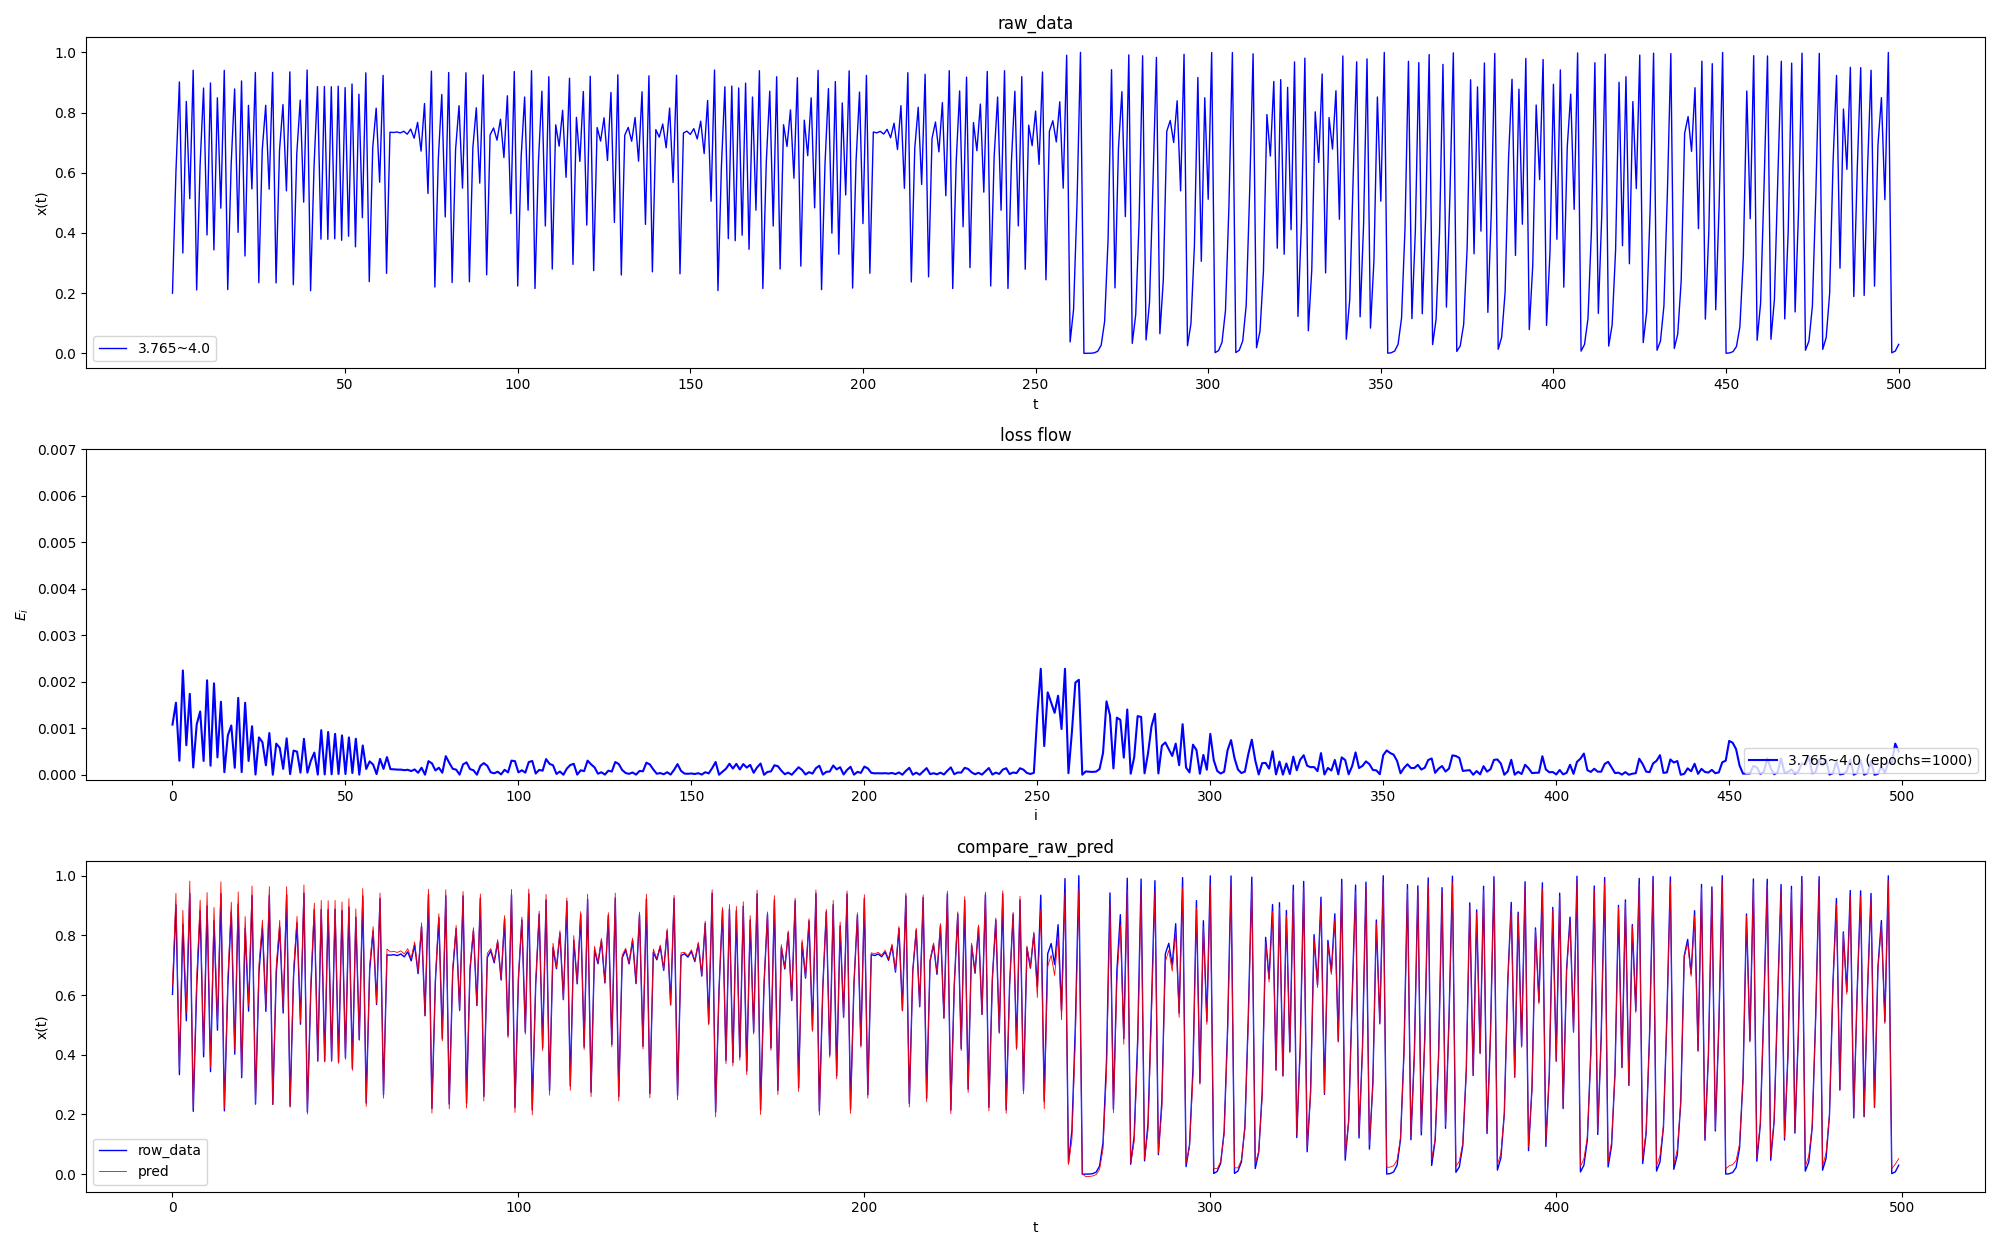 raw_data
1.0
0.8
0.6
0.4
0.2
0.0
x(t)
3.765~4.0
50 100 150 200 250 300 350 400 450 500
t
loss flow
0.007
0.006
0.005
0.004
0.003
0.002
0.001
0.000
E_i
3.765~4.0 (epochs=1000)
0 50 100 150 200 250 300 350 400 450 500
i
compare_raw_pred
1.0
0.8
0.6
0.4
0.2
0.0
x(t)
row_data
pred
0 100 200 300 400 500
t